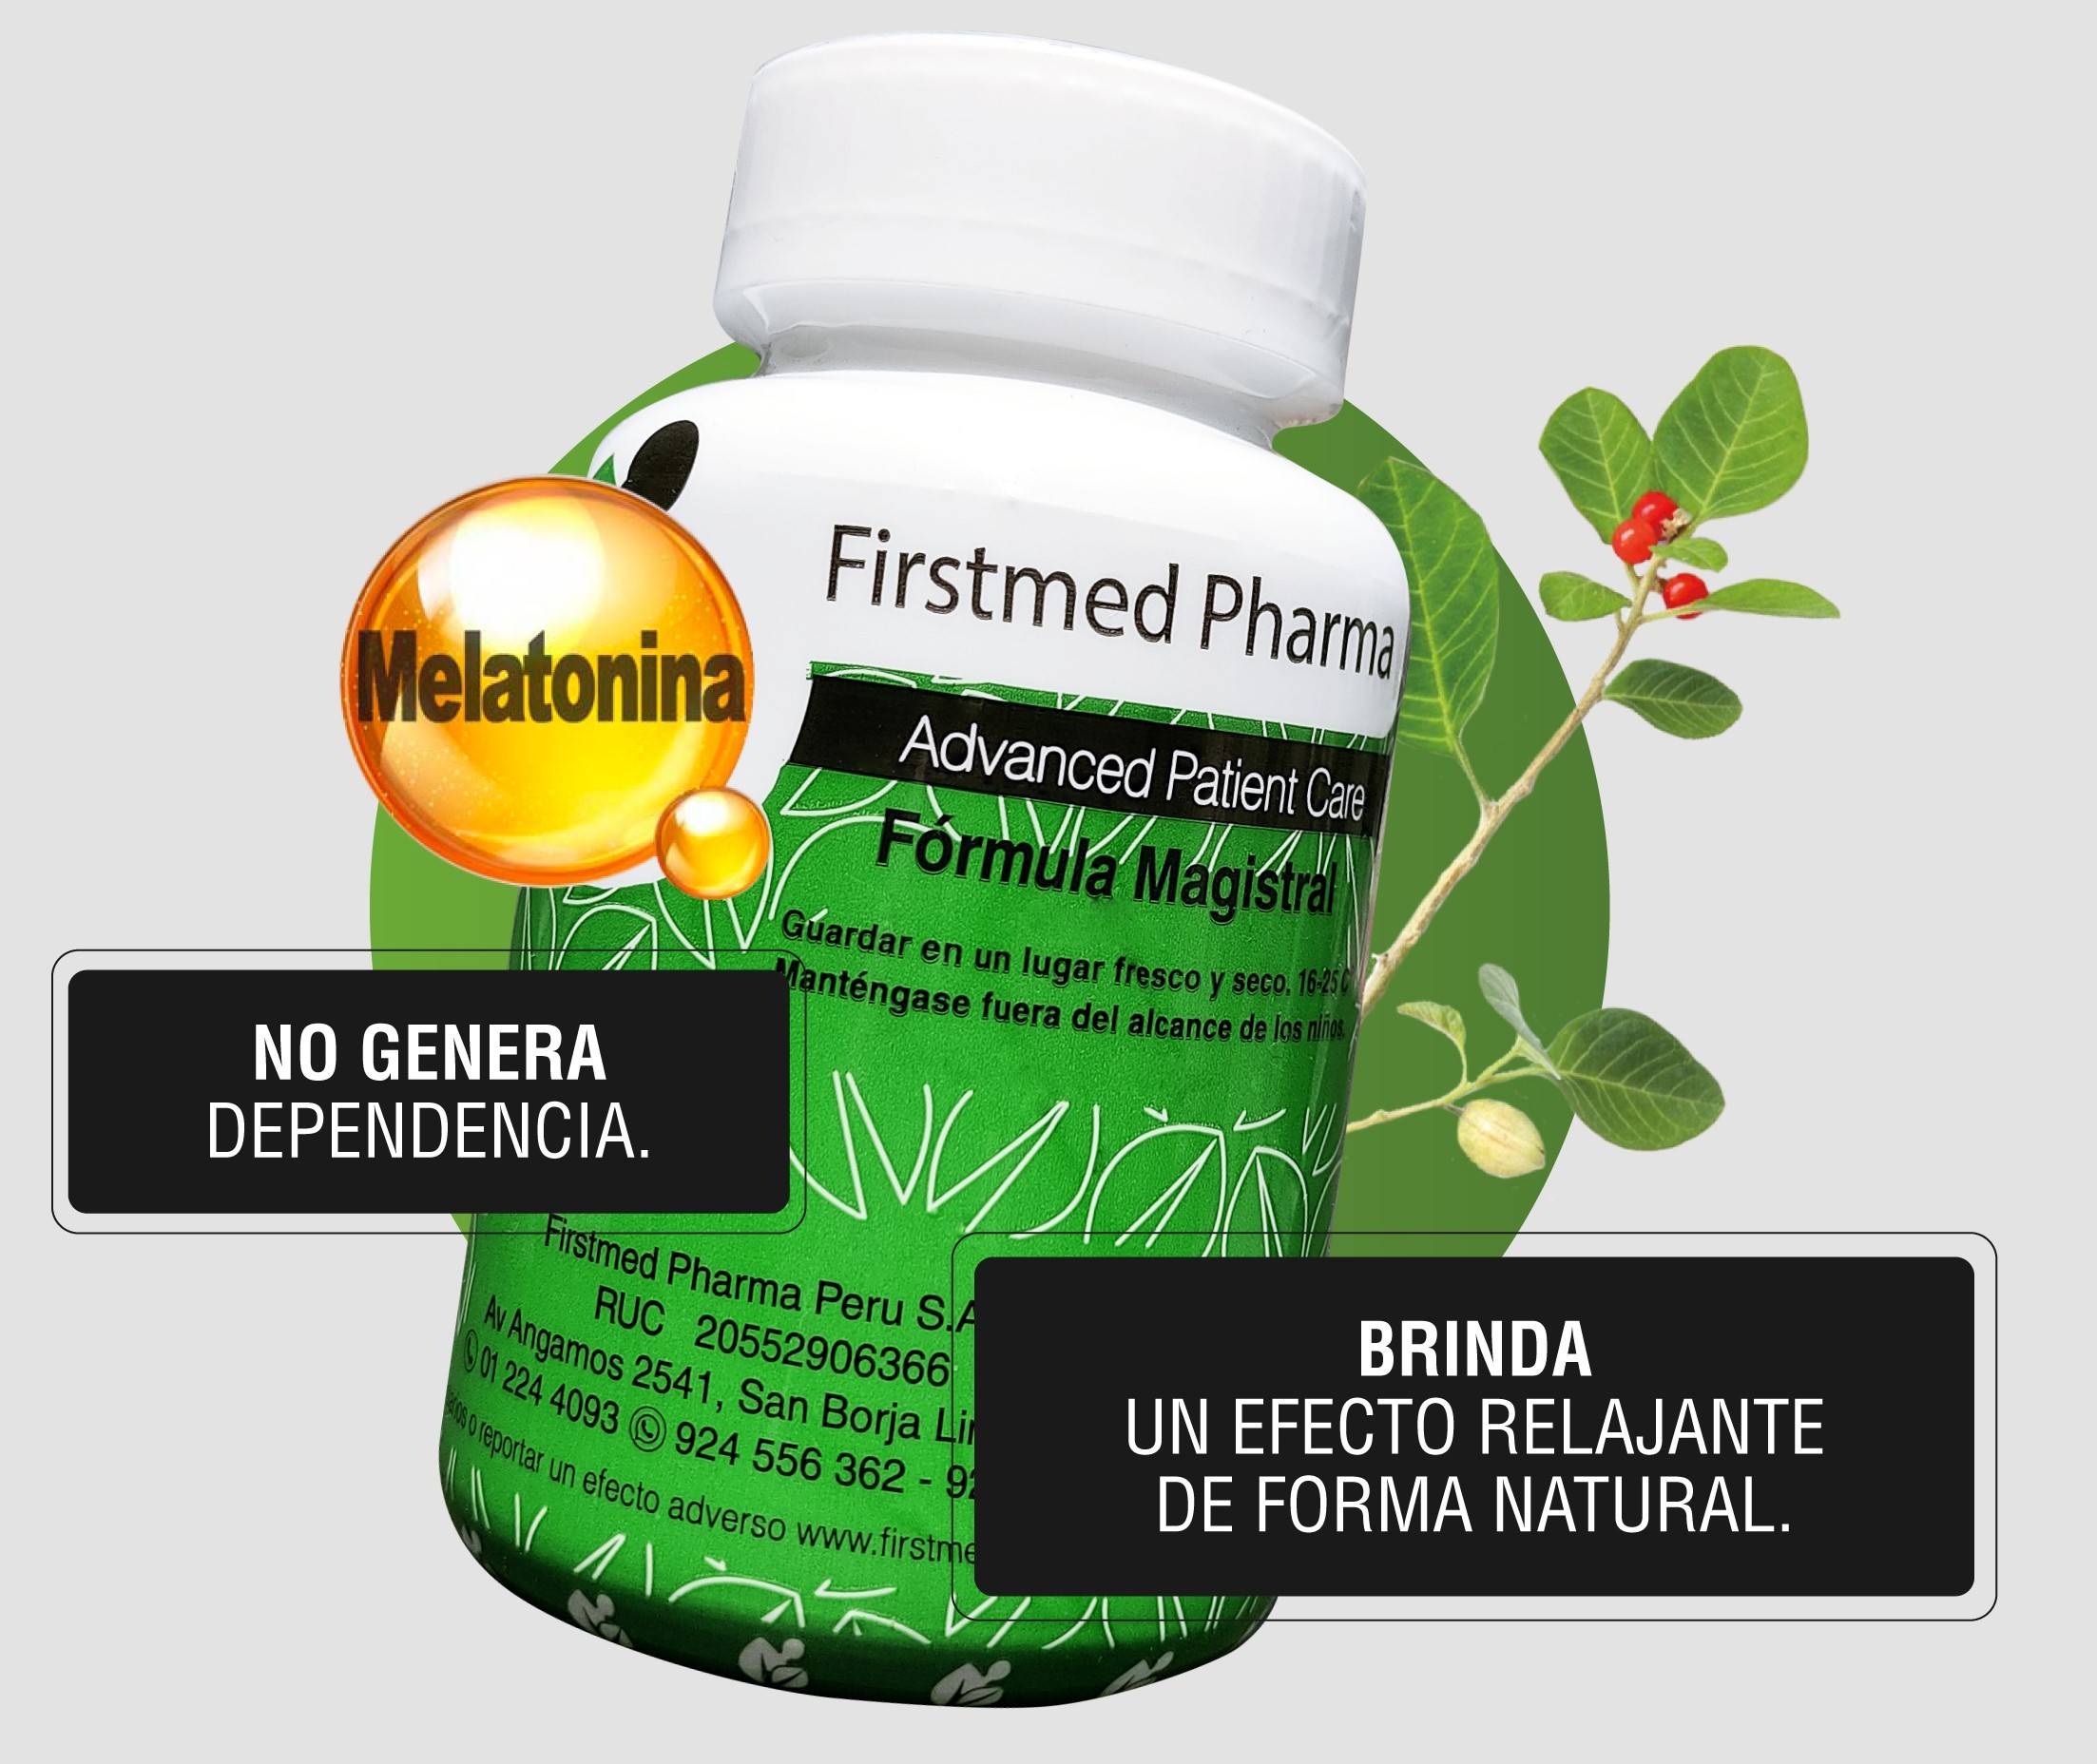 Firstmed Pharma
Melatonina
Advanced Patient Care
Fórmula Magistral
Guardar en un lugar fresco y seco. 16-25 C
Manténgase fuera del alcance de los niños.
NO GENERA
DEPENDENCIA.
Firstmed Pharma Peru S.A
RUC 20552906366
Av Angamos 2541, San Borja
01 224 4093 924 556 362 -
o reportar un efecto adverso
BRINDA
UN EFECTO RELAJANTE
DE FORMA NATURAL.